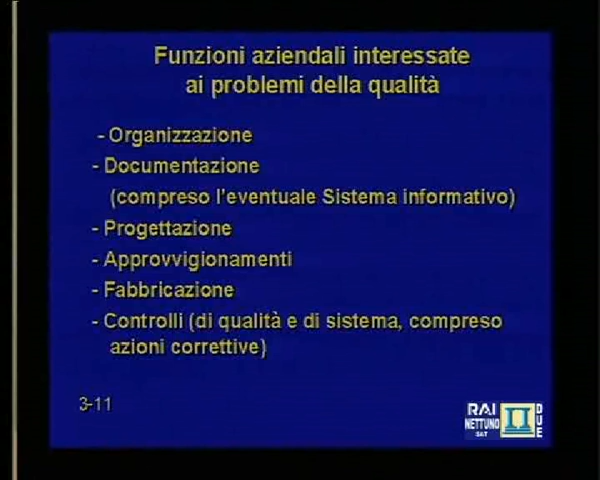 Funzioni aziendali interessate
ai problemi della qualità
- Organizzazione
- Documentazione
(compreso l'eventuale Sistema informativo)
- Progettazione
- Approvvigionamenti
- Fabbricazione
- Controlli (di qualità e di sistema, compreso
azioni correttive)
3-11
RAI
NETTUNO
SAT
DUE